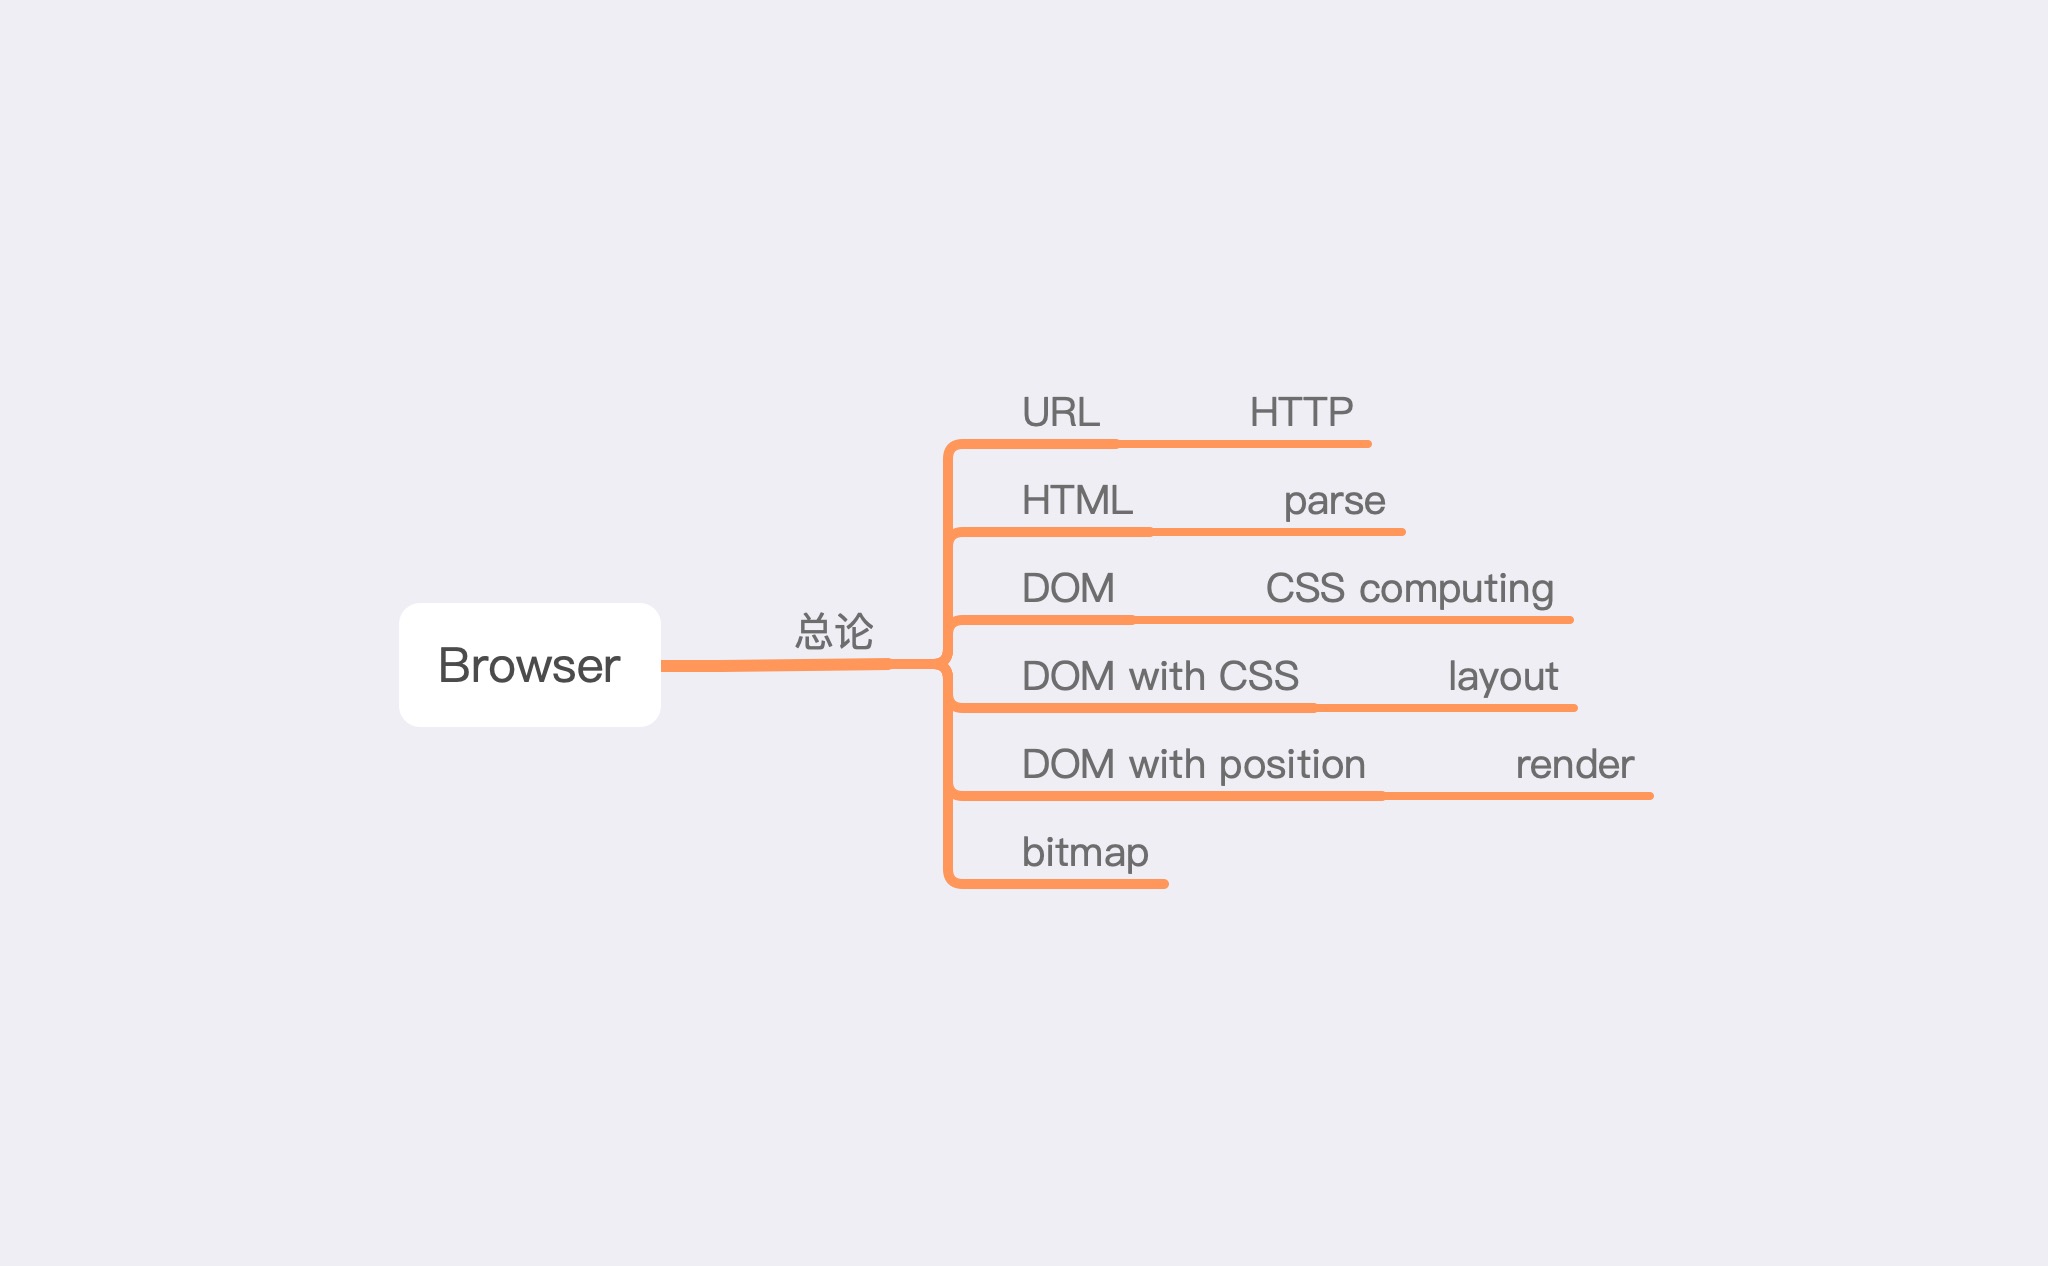 Browser
总论
URL HTTP
HTML parse
DOM CSS computing
DOM with CSS layout
DOM with position render
bitmap